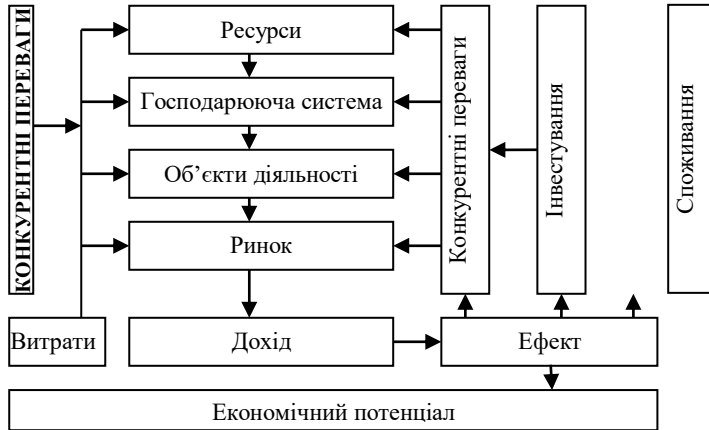 КОНКУРЕНТНІ ПЕРЕВАГИ
Ресурси
Господарююча система
Об’єкти діяльності
Ринок
Конкурентні переваги
Інвестування
Споживання
Витрати
Дохід
Ефект
Економічний потенціал